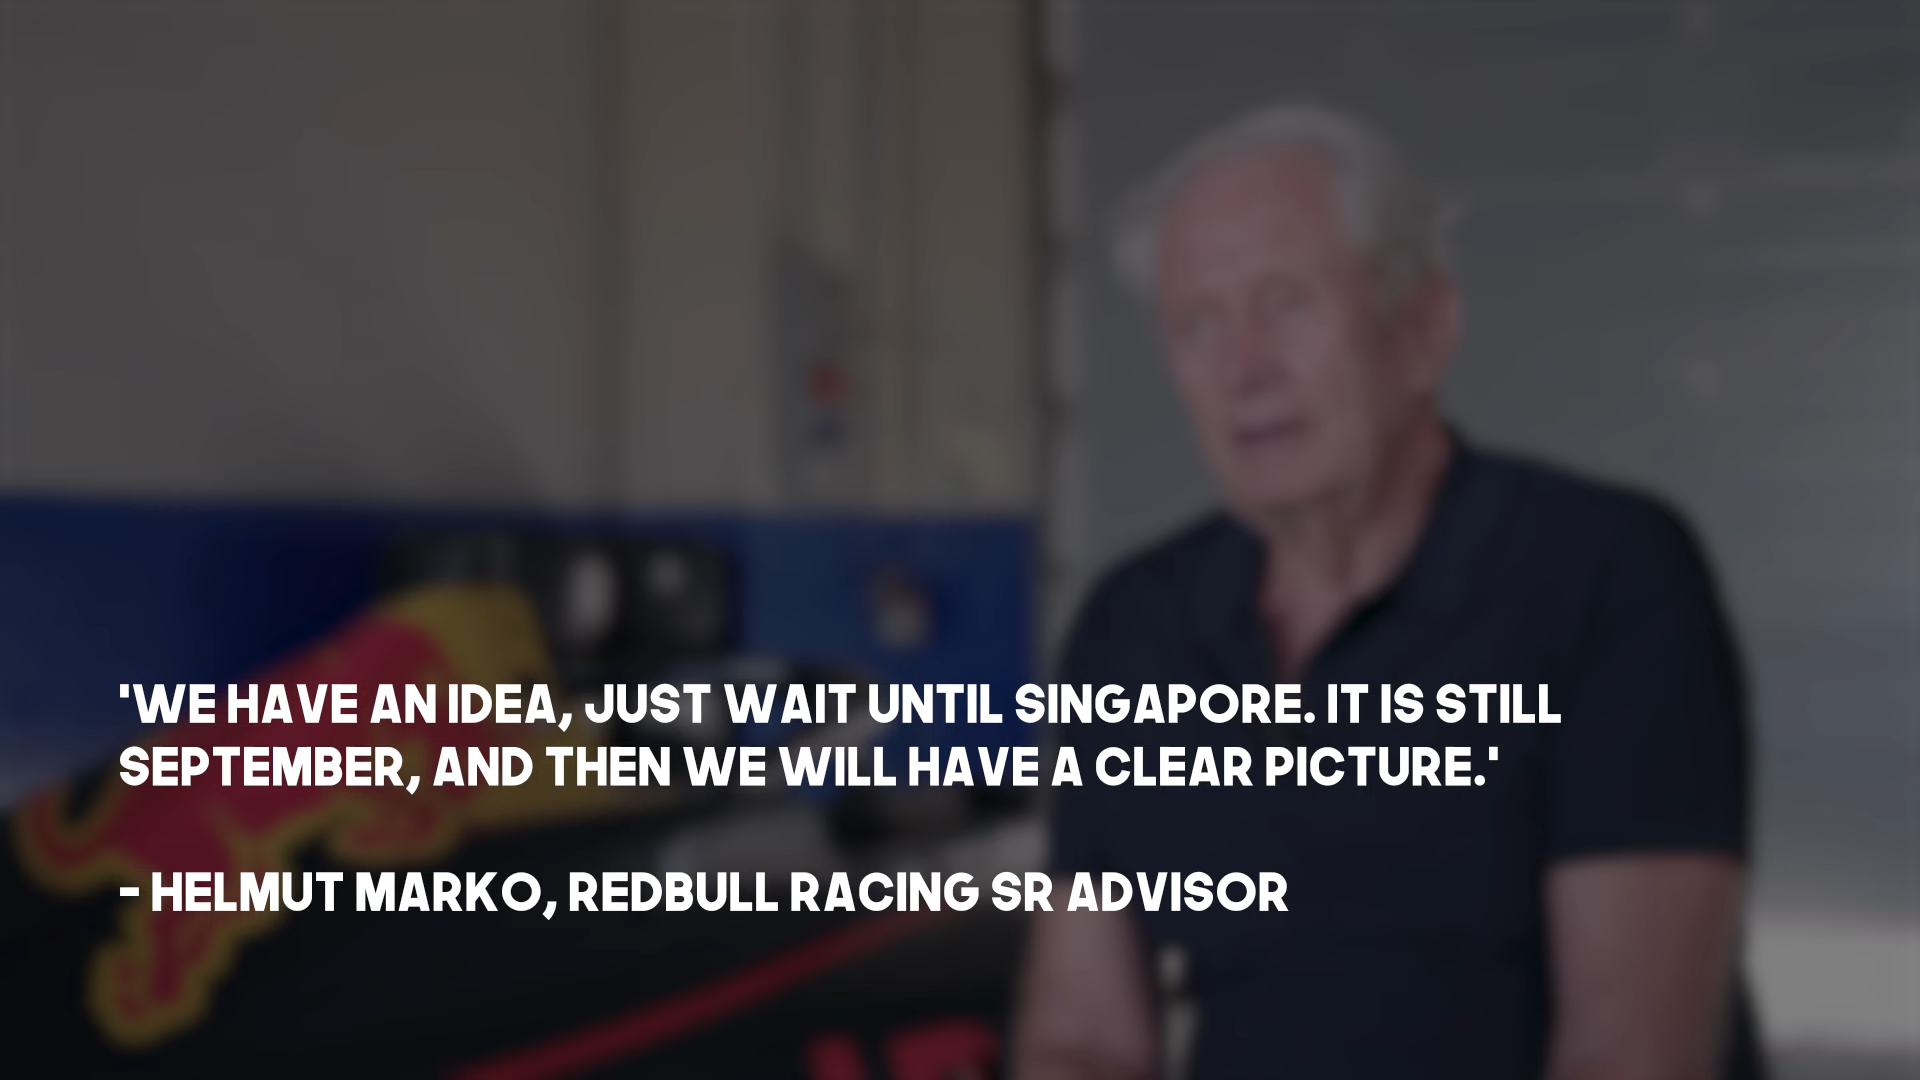 'WE HAVE AN IDEA, JUST WAIT UNTIL SINGAPORE. IT IS STILL
SEPTEMBER, AND THEN WE WILL HAVE A CLEAR PICTURE.'
- HELMUT MARKO, REDBULL RACING SR ADVISOR